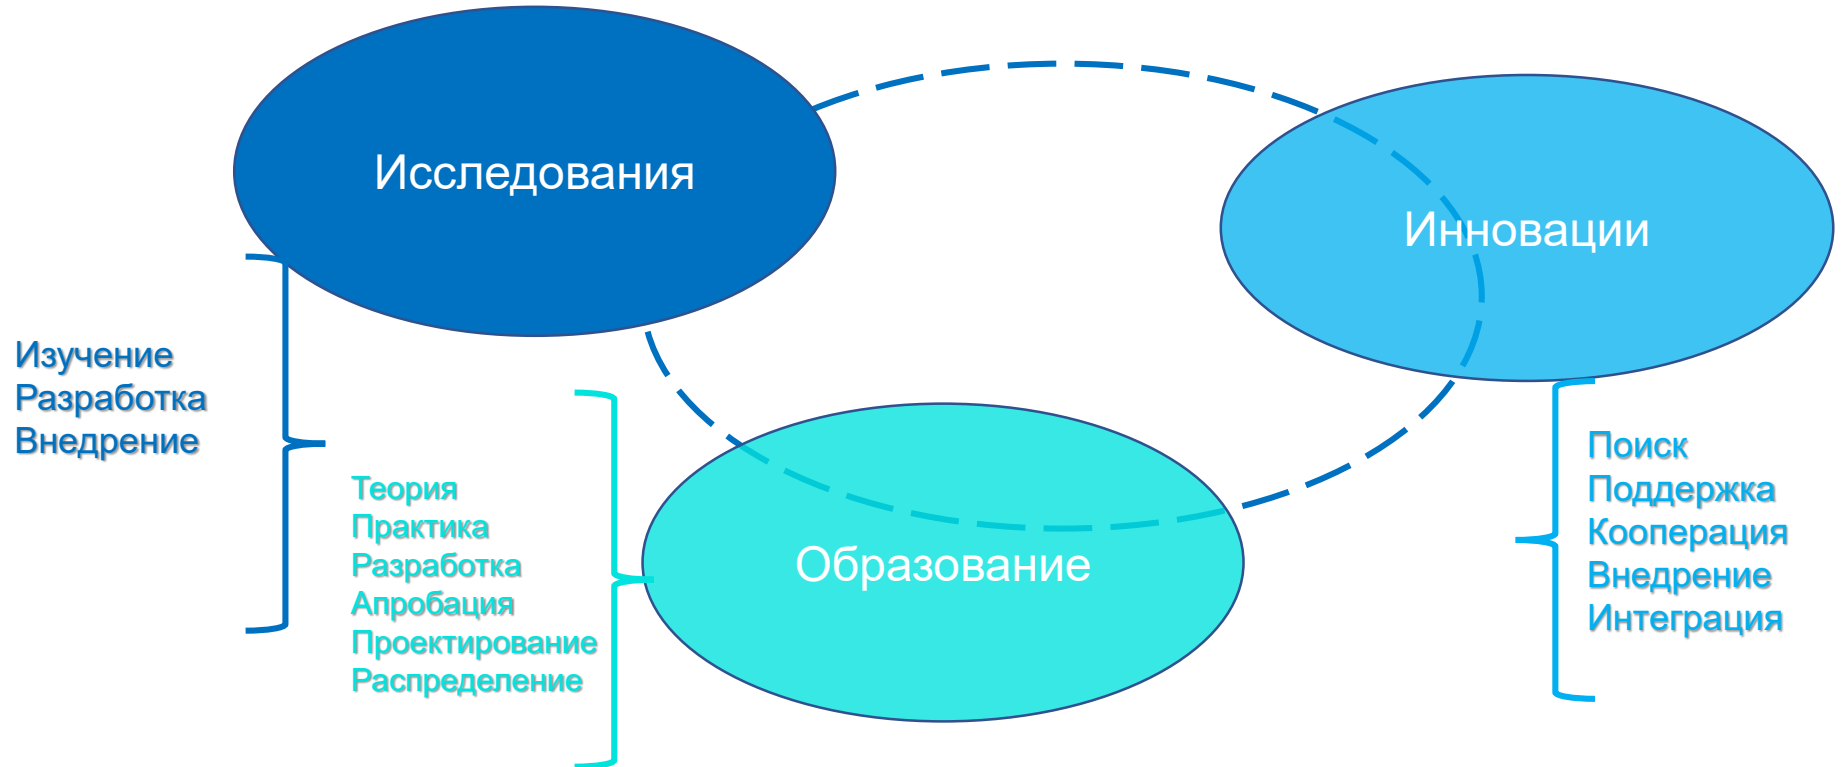 Исследования
Инновации
Изучение
Разработка
Внедрение
Теория
Практика
Разработка
Апробация
Проектирование
Распределение
Образование
Поиск
Поддержка
Кооперация
Внедрение
Интеграция